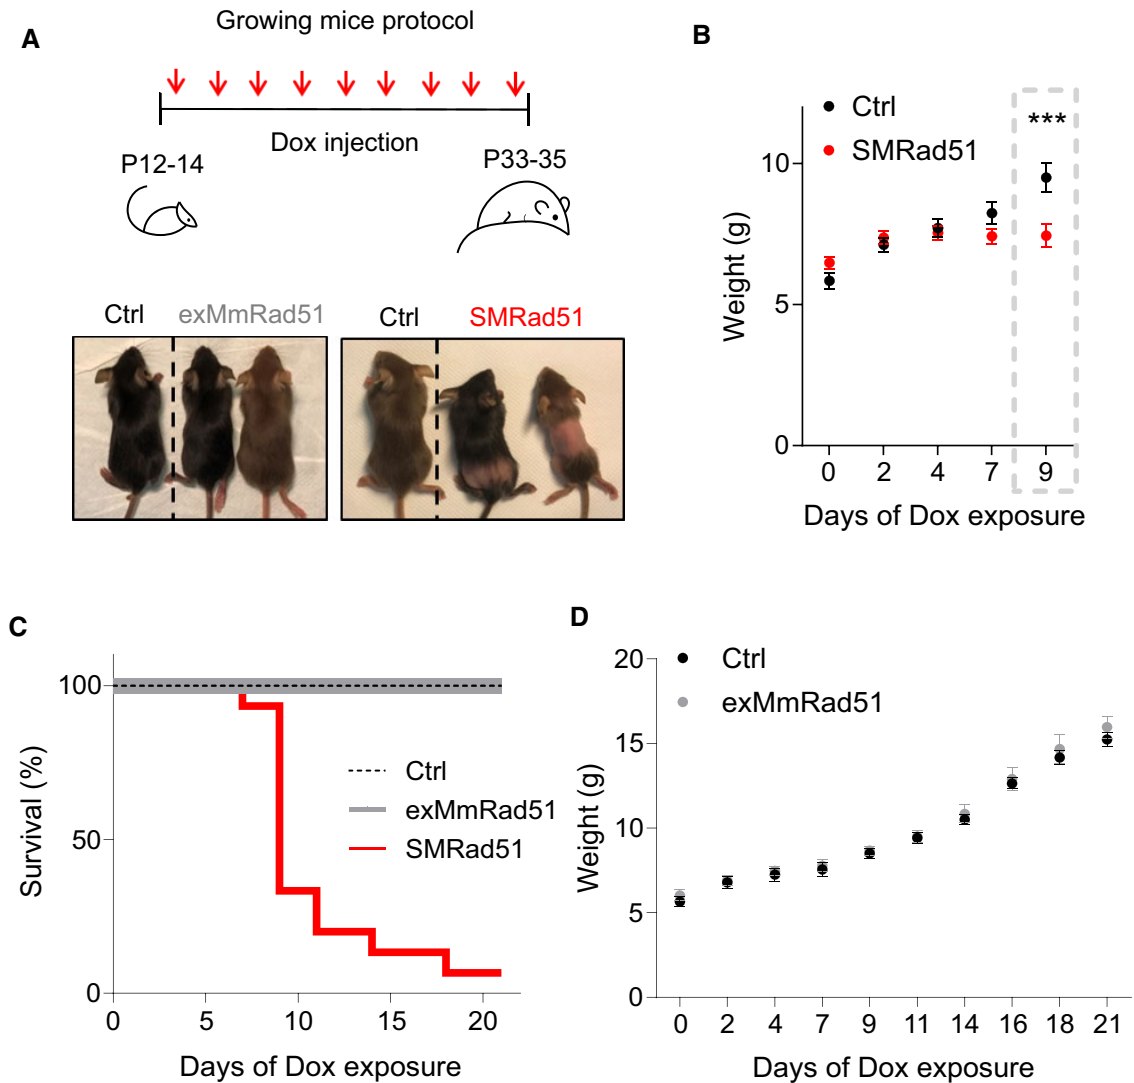 A
Growing mice protocol
Dox injection
P12-14
P33-35
Ctrl
exMmRad51
Ctrl
SMRad51
B
Ctrl
SMRad51
***
Weight (g)
10
5
0
0 2 4 7 9
Days of Dox exposure
C
Survival (%)
100
50
0
Ctrl
exMmRad51
SMRad51
0 5 10 15 20
Days of Dox exposure
D
Ctrl
exMmRad51
Weight (g)
20
15
10
5
0
0 2 4 7 9 11 14 16 18 21
Days of Dox exposure